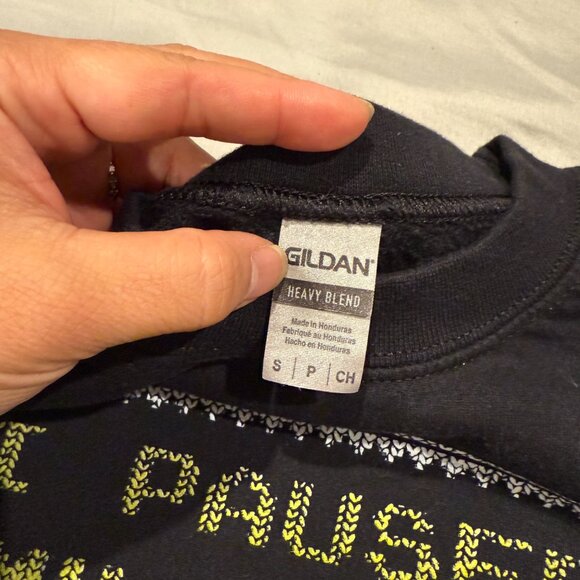 GILDAN
HEAVY BLEND
Made in Honduras
Fabriqué au Honduras
Hecho en Honduras
S | P | CH
I PAUSE